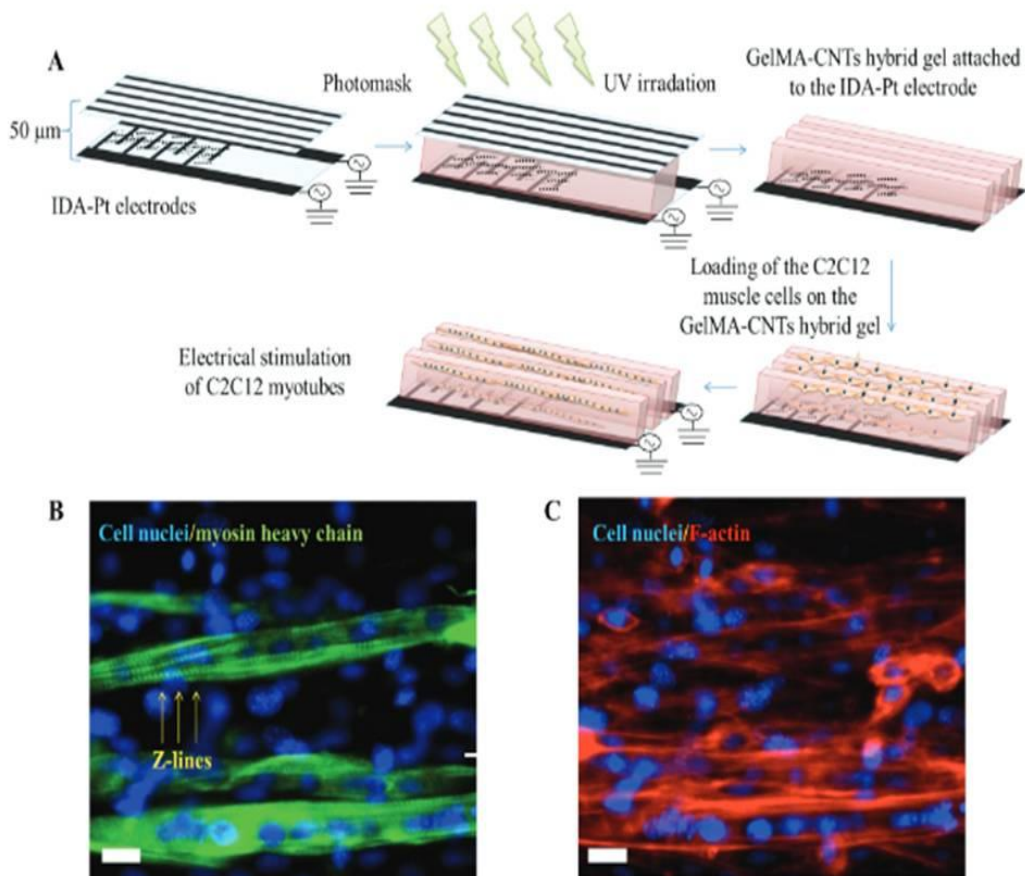 A
Photomask
UV irradation
GelMA-CNTs hybrid gel attached
to the IDA-Pt electrode
50 μm
IDA-Pt electrodes
Loading of the C2C12
muscle cells on the
GelMA-CNTs hybrid gel
Electrical stimulation
of C2C12 myotubes
B
Cell nuclei/myosin heavy chain
Z-lines
C
Cell nuclei/F-actin